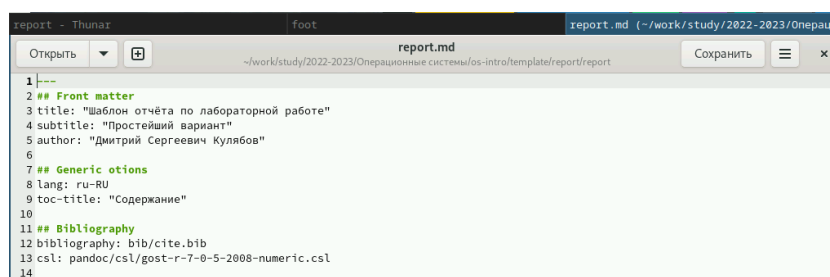 report - Thunar
foot
report.md (~/work/study/2022-2023/Операц
Открыть
report.md
~/work/study/2022-2023/Операционные системы/os-intro/template/report/report
Сохранить
1 ---
2 ## Front matter
3 title: "Шаблон отчёта по лабораторной работе"
4 subtitle: "Простейший вариант"
5 author: "Дмитрий Сергеевич Кулябов"
6
7 ## Generic otions
8 lang: ru-RU
9 toc-title: "Содержание"
10
11 ## Bibliography
12 bibliography: bib/cite.bib
13 csl: pandoc/csl/gost-r-7-0-5-2008-numeric.csl
14